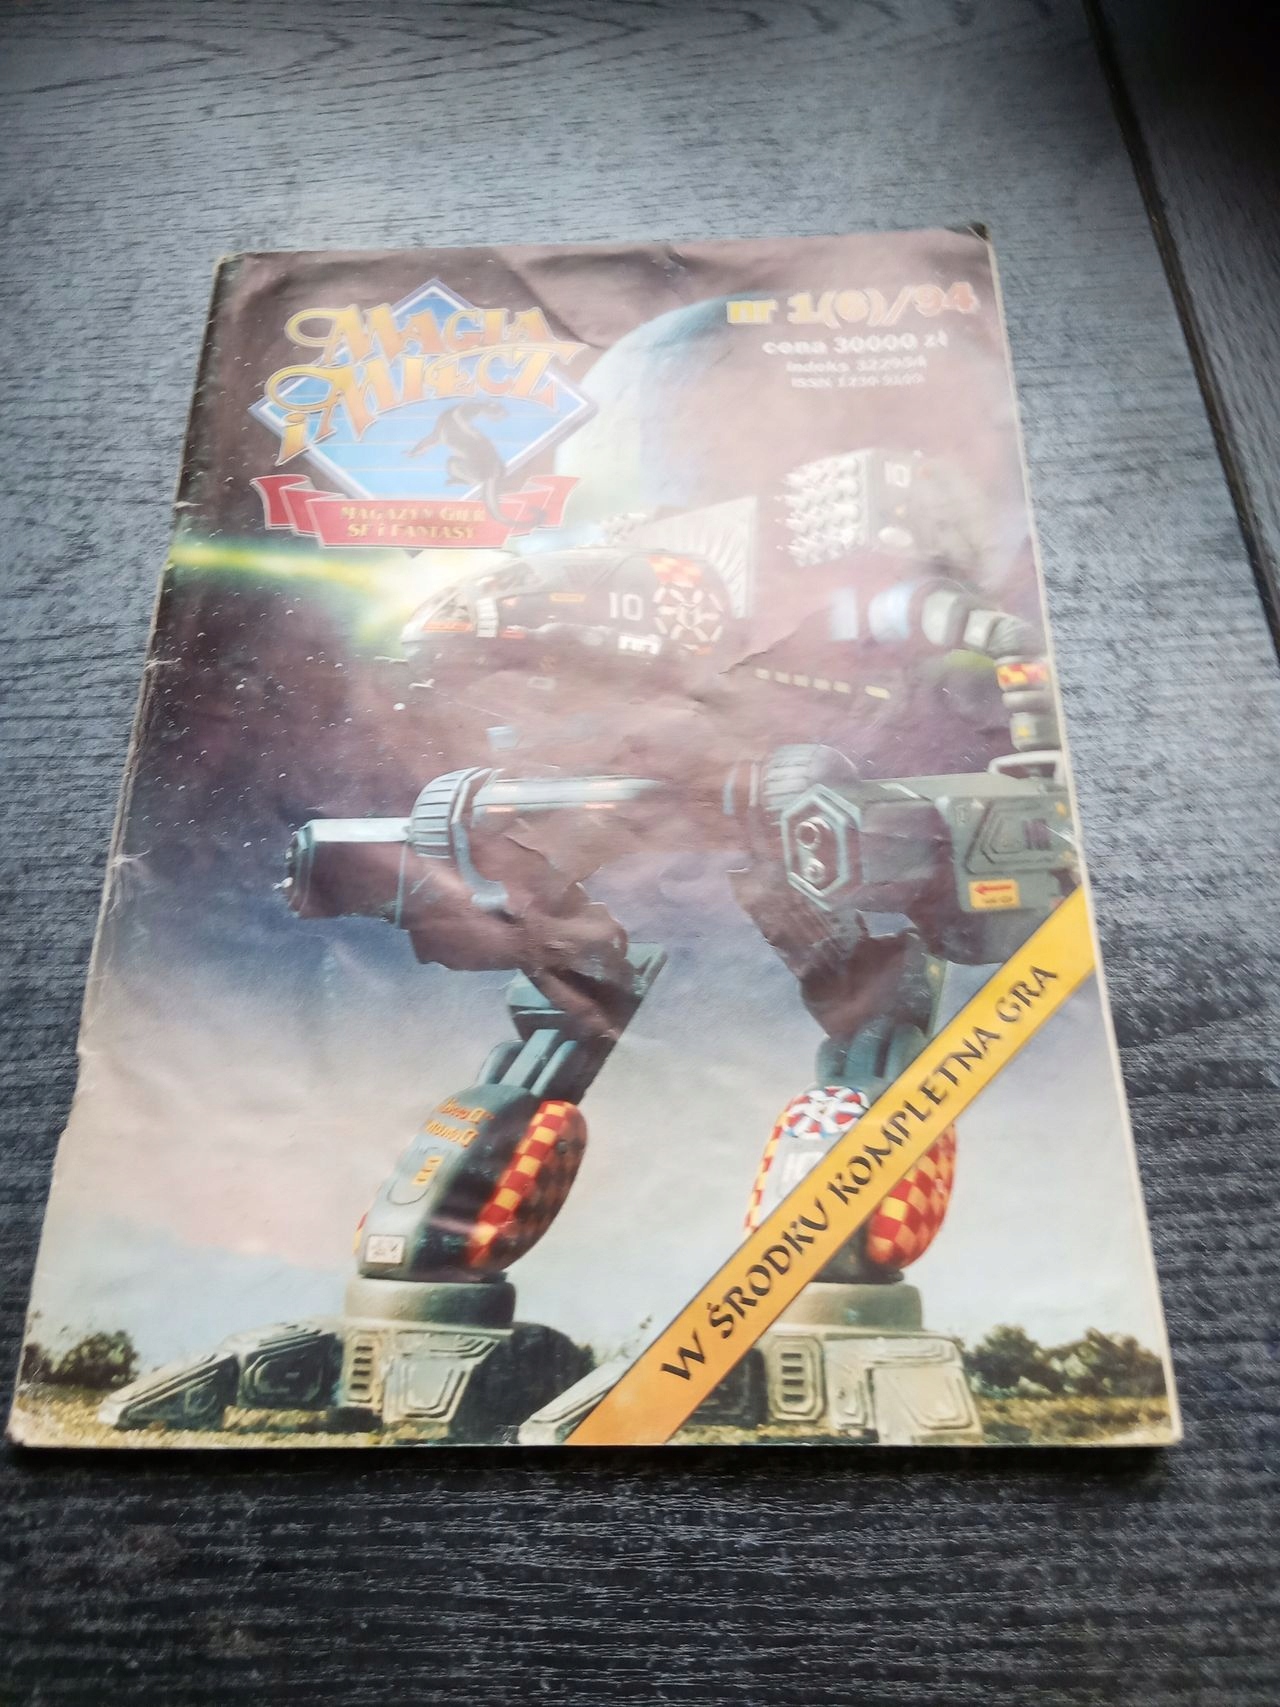 MAGIA
i MIECZ
MAGAZYN GIER
SF i FANTASY
nr 1(6)/94
cena 30000 zł
indeks 322954
ISSN
10
10
W ŚRODKU KOMPLETNA GRA